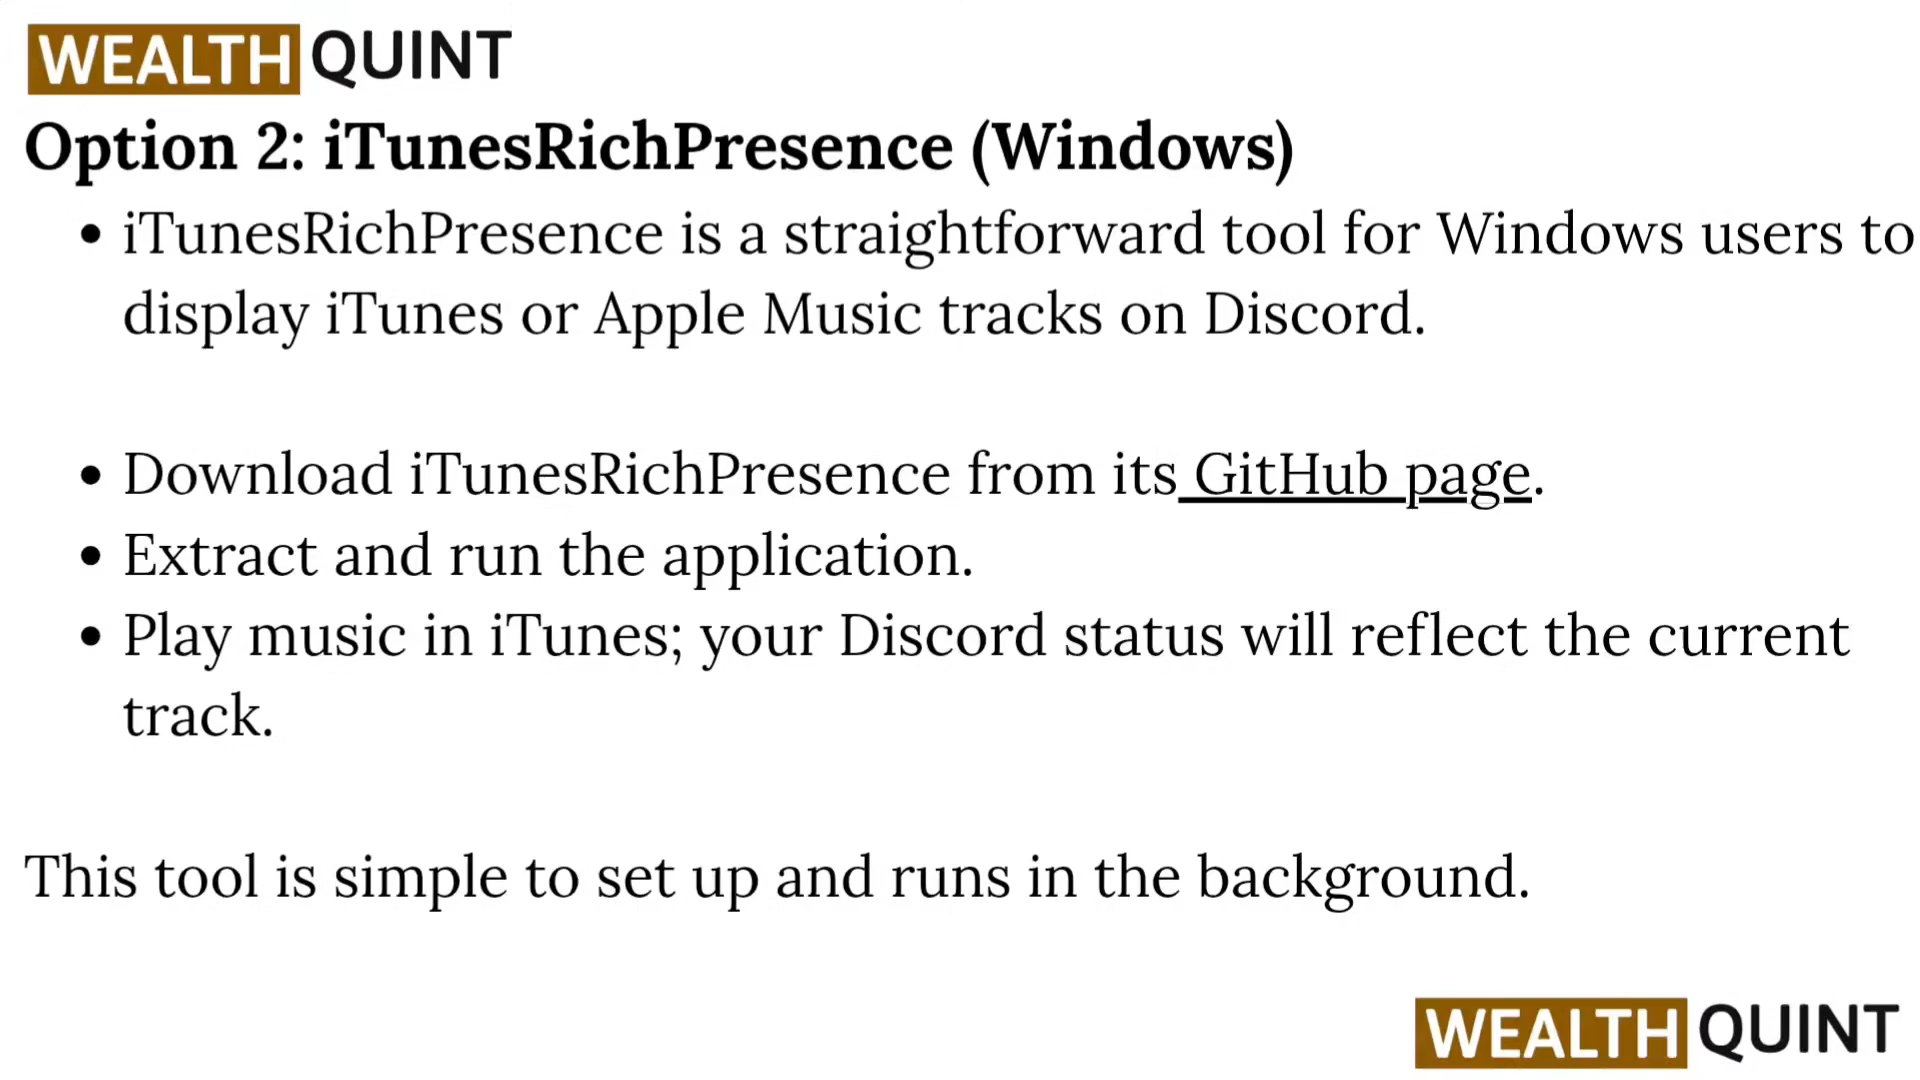 WEALTH QUINT
Option 2: iTunesRichPresence (Windows)
• iTunesRichPresence is a straightforward tool for Windows users to
display iTunes or Apple Music tracks on Discord.
• Download iTunesRichPresence from its GitHub page.
• Extract and run the application.
• Play music in iTunes; your Discord status will reflect the current
track.
This tool is simple to set up and runs in the background.
WEALTH QUINT